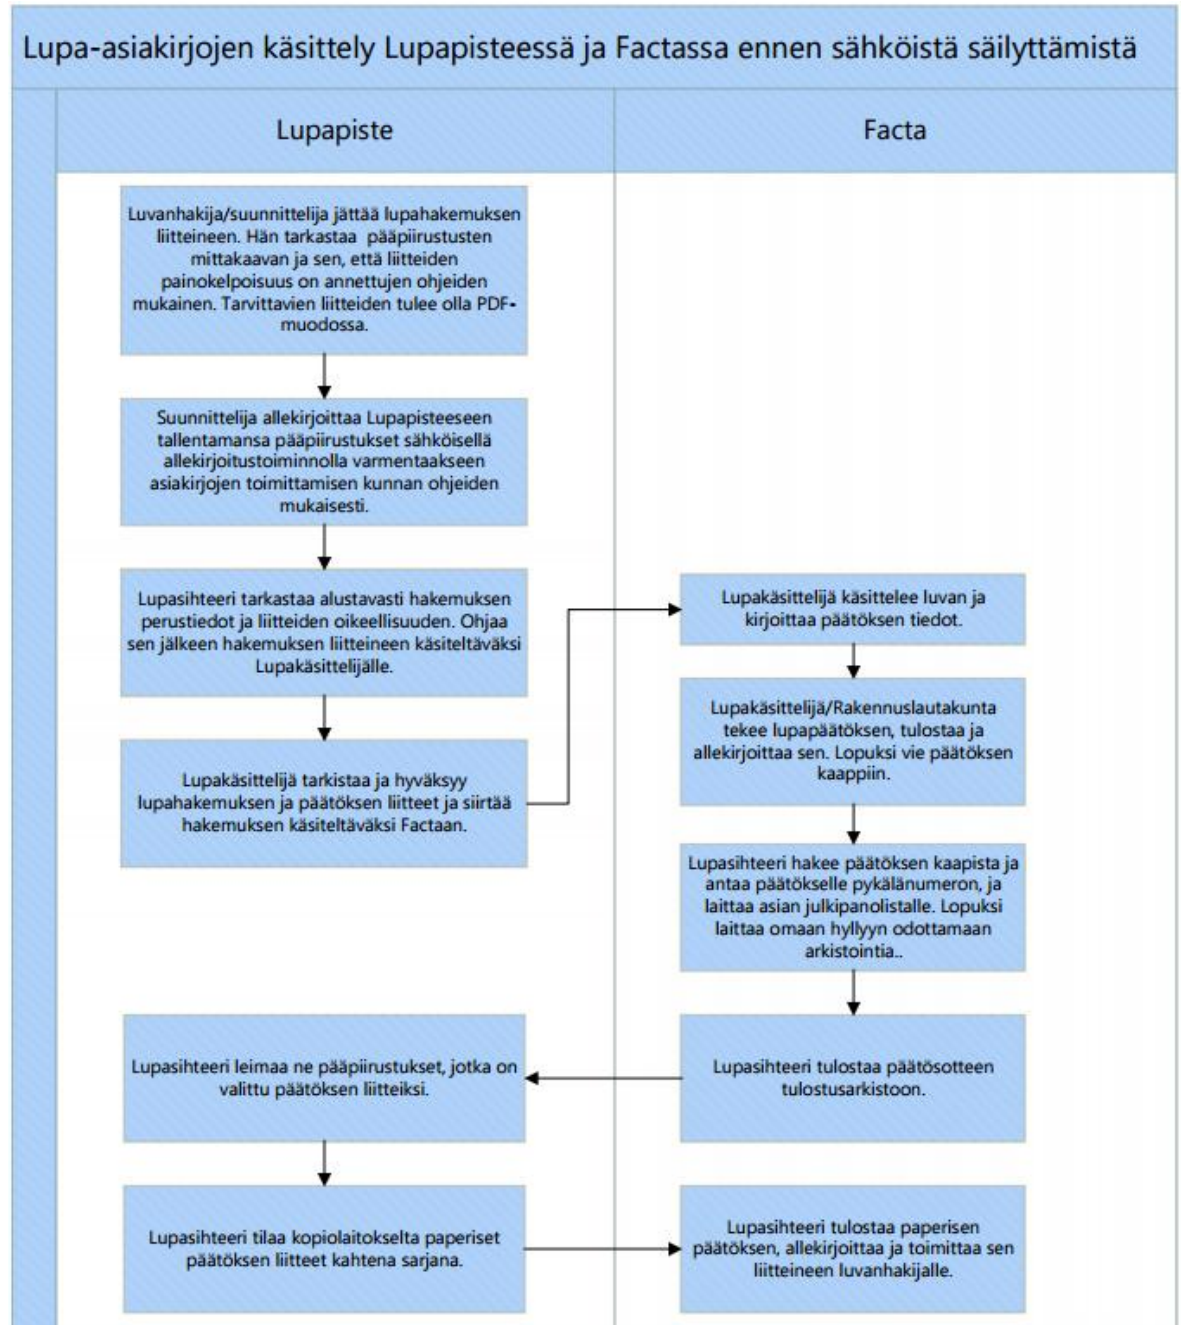 Lupa-asiakirjojen käsittely Lupapisteessä ja Factassa ennen sähköistä säilyttämistä
Lupapiste
Facta
Luvanhakija/suunnittelija jättää lupahakemuksen
liitteineen. Hän tarkastaa pääpiirustusten
mittakaavan ja sen, että liitteiden
painokelpoisuus on annettujen ohjeiden
mukainen. Tarvittavien liitteiden tulee olla PDF-
muodossa.
Suunnittelija allekirjoittaa Lupapisteeseen
tallentamansa pääpiirustukset sähköisellä
allekirjoitustoiminnolla varmentaakseen
asiakirjojen toimittamisen kunnan ohjeiden
mukaisesti.
Lupasihteeri tarkastaa alustavasti hakemuksen
perustiedot ja liitteiden oikeellisuuden. Ohjaa
sen jälkeen hakemuksen liitteineen käsiteltäväksi
Lupakäsittelijälle.
Lupakäsittelijä tarkistaa ja hyväksyy
lupahakemuksen ja päätöksen liitteet ja siirtää
hakemuksen käsiteltäväksi Factaan.
Lupakäsittelijä käsittelee luvan ja
kirjoittaa päätöksen tiedot.
Lupakäsittelijä/Rakennuslautakunta
tekee lupapäätöksen, tulostaa ja
allekirjoittaa sen. Lopuksi vie päätöksen
kaappiin.
Lupasihteeri hakee päätöksen kaapista ja
antaa päätökselle pykälänumeron, ja
laittaa asian julkipanolistalle. Lopuksi
laittaa omaan hyllyyn odottamaan
arkistointia..
Lupasihteeri tulostaa päätösotteen
tulostusarkistoon.
Lupasihteeri leimaa ne pääpiirustukset, jotka on
valittu päätöksen liitteiksi.
Lupasihteeri tilaa kopiolaitokselta paperiset
päätöksen liitteet kahtena sarjana.
Lupasihteeri tulostaa paperisen
päätöksen, allekirjoittaa ja toimittaa sen
liitteineen luvanhakijalle.